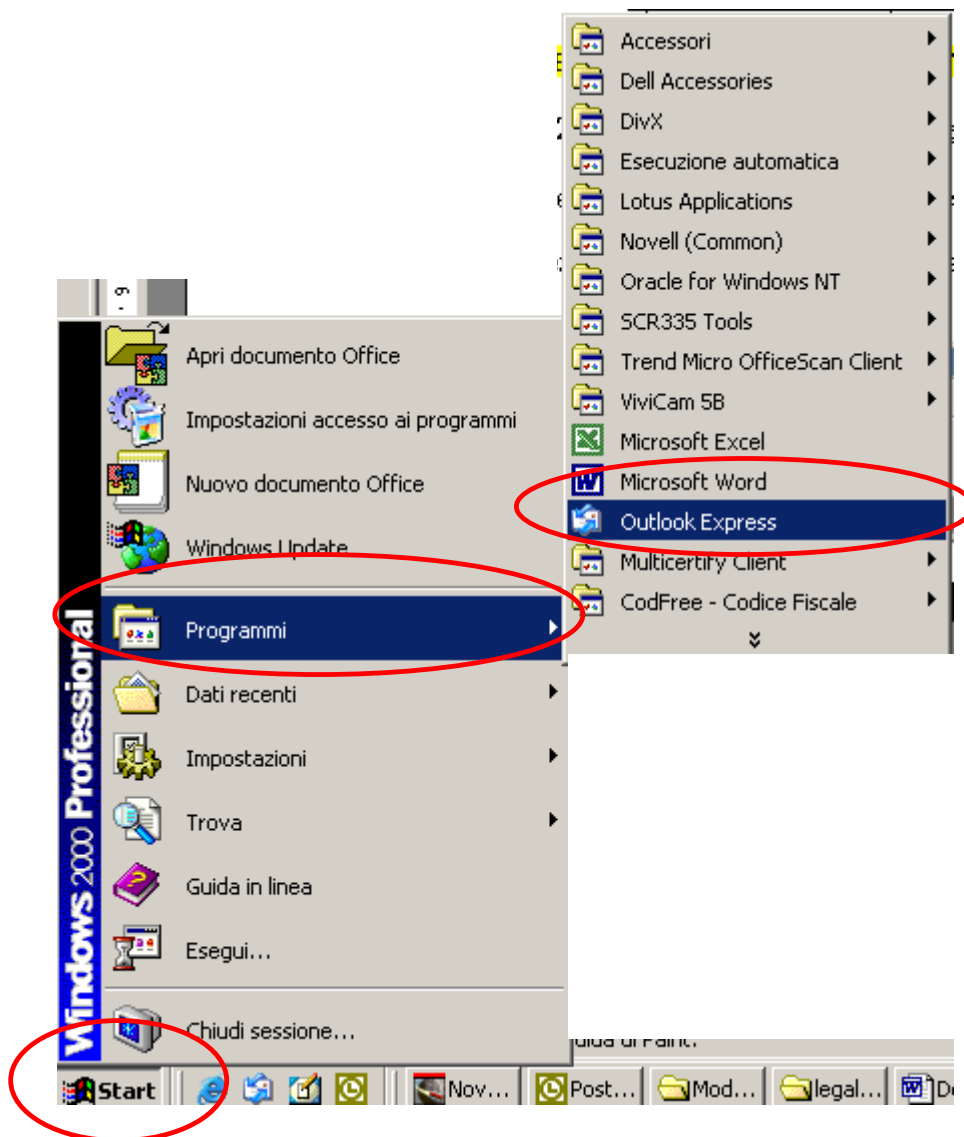 Accessori
Dell Accessories
DivX
Esecuzione automatica
Lotus Applications
Novell (Common)
Oracle for Windows NT
SCR335 Tools
Trend Micro OfficeScan Client
ViviCam 5B
Microsoft Excel
Microsoft Word
Outlook Express
Multicertify Client
CodFree - Codice Fiscale
Windows 2000 Professional
Apri documento Office
Impostazioni accesso ai programmi
Nuovo documento Office
Windows Update
Programmi
Dati recenti
Impostazioni
Trova
Guida in linea
Esegui...
Chiudi sessione...
di Paint.
Start Nov... Post... Mod... legal...